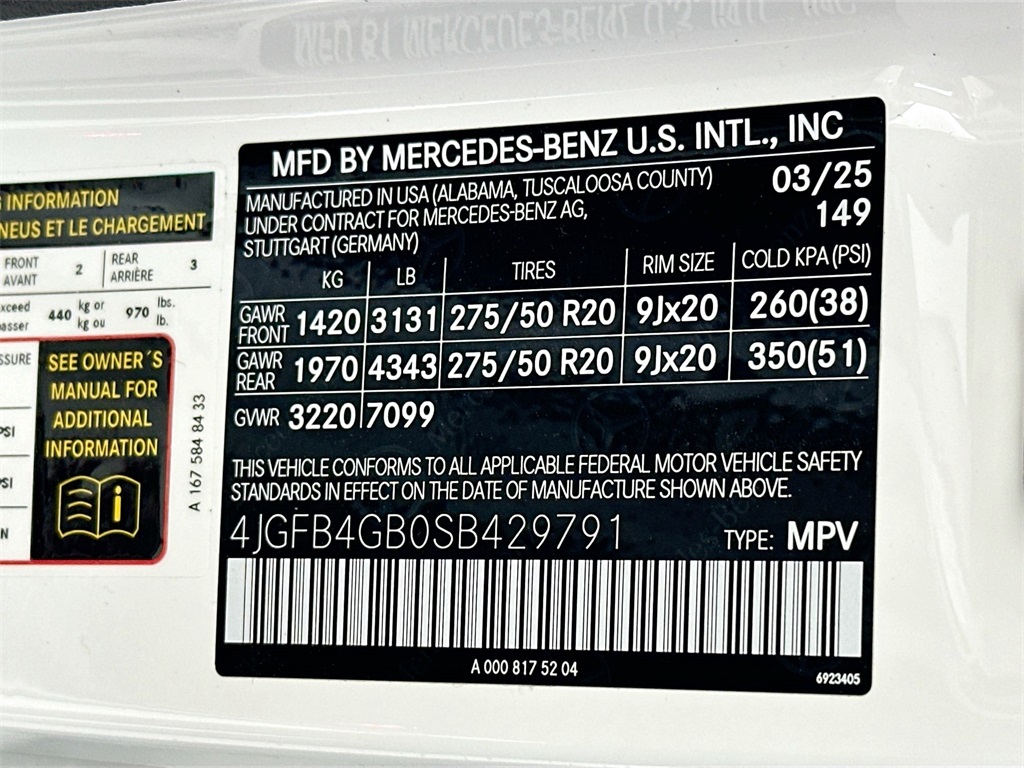 MFD BY MERCEDES-BENZ U.S. INTL., INC
MANUFACTURED IN USA (ALABAMA, TUSCALOOSA COUNTY) 03/25
UNDER CONTRACT FOR MERCEDES-BENZ AG, 149
STUTTGART (GERMANY)
KG LB TIRES RIM SIZE COLD KPA (PSI)
GAWR FRONT 1420 3131 275/50 R20 9Jx20 260(38)
GAWR REAR 1970 4343 275/50 R20 9Jx20 350(51)
GVWR 3220 7099
THIS VEHICLE CONFORMS TO ALL APPLICABLE FEDERAL MOTOR VEHICLE SAFETY
STANDARDS IN EFFECT ON THE DATE OF MANUFACTURE SHOWN ABOVE.
4JGFB4GB0SB429791 TYPE: MPV
A 000 817 52 04
6923405
INFORMATION
ET LE CHARGEMENT
FRONT 2 REAR 3
AVANT ARRIÈRE
440 kg or 970 lbs.
kg ou lb.
SEE OWNER´S
MANUAL FOR
ADDITIONAL
INFORMATION
A 167 584 84 33